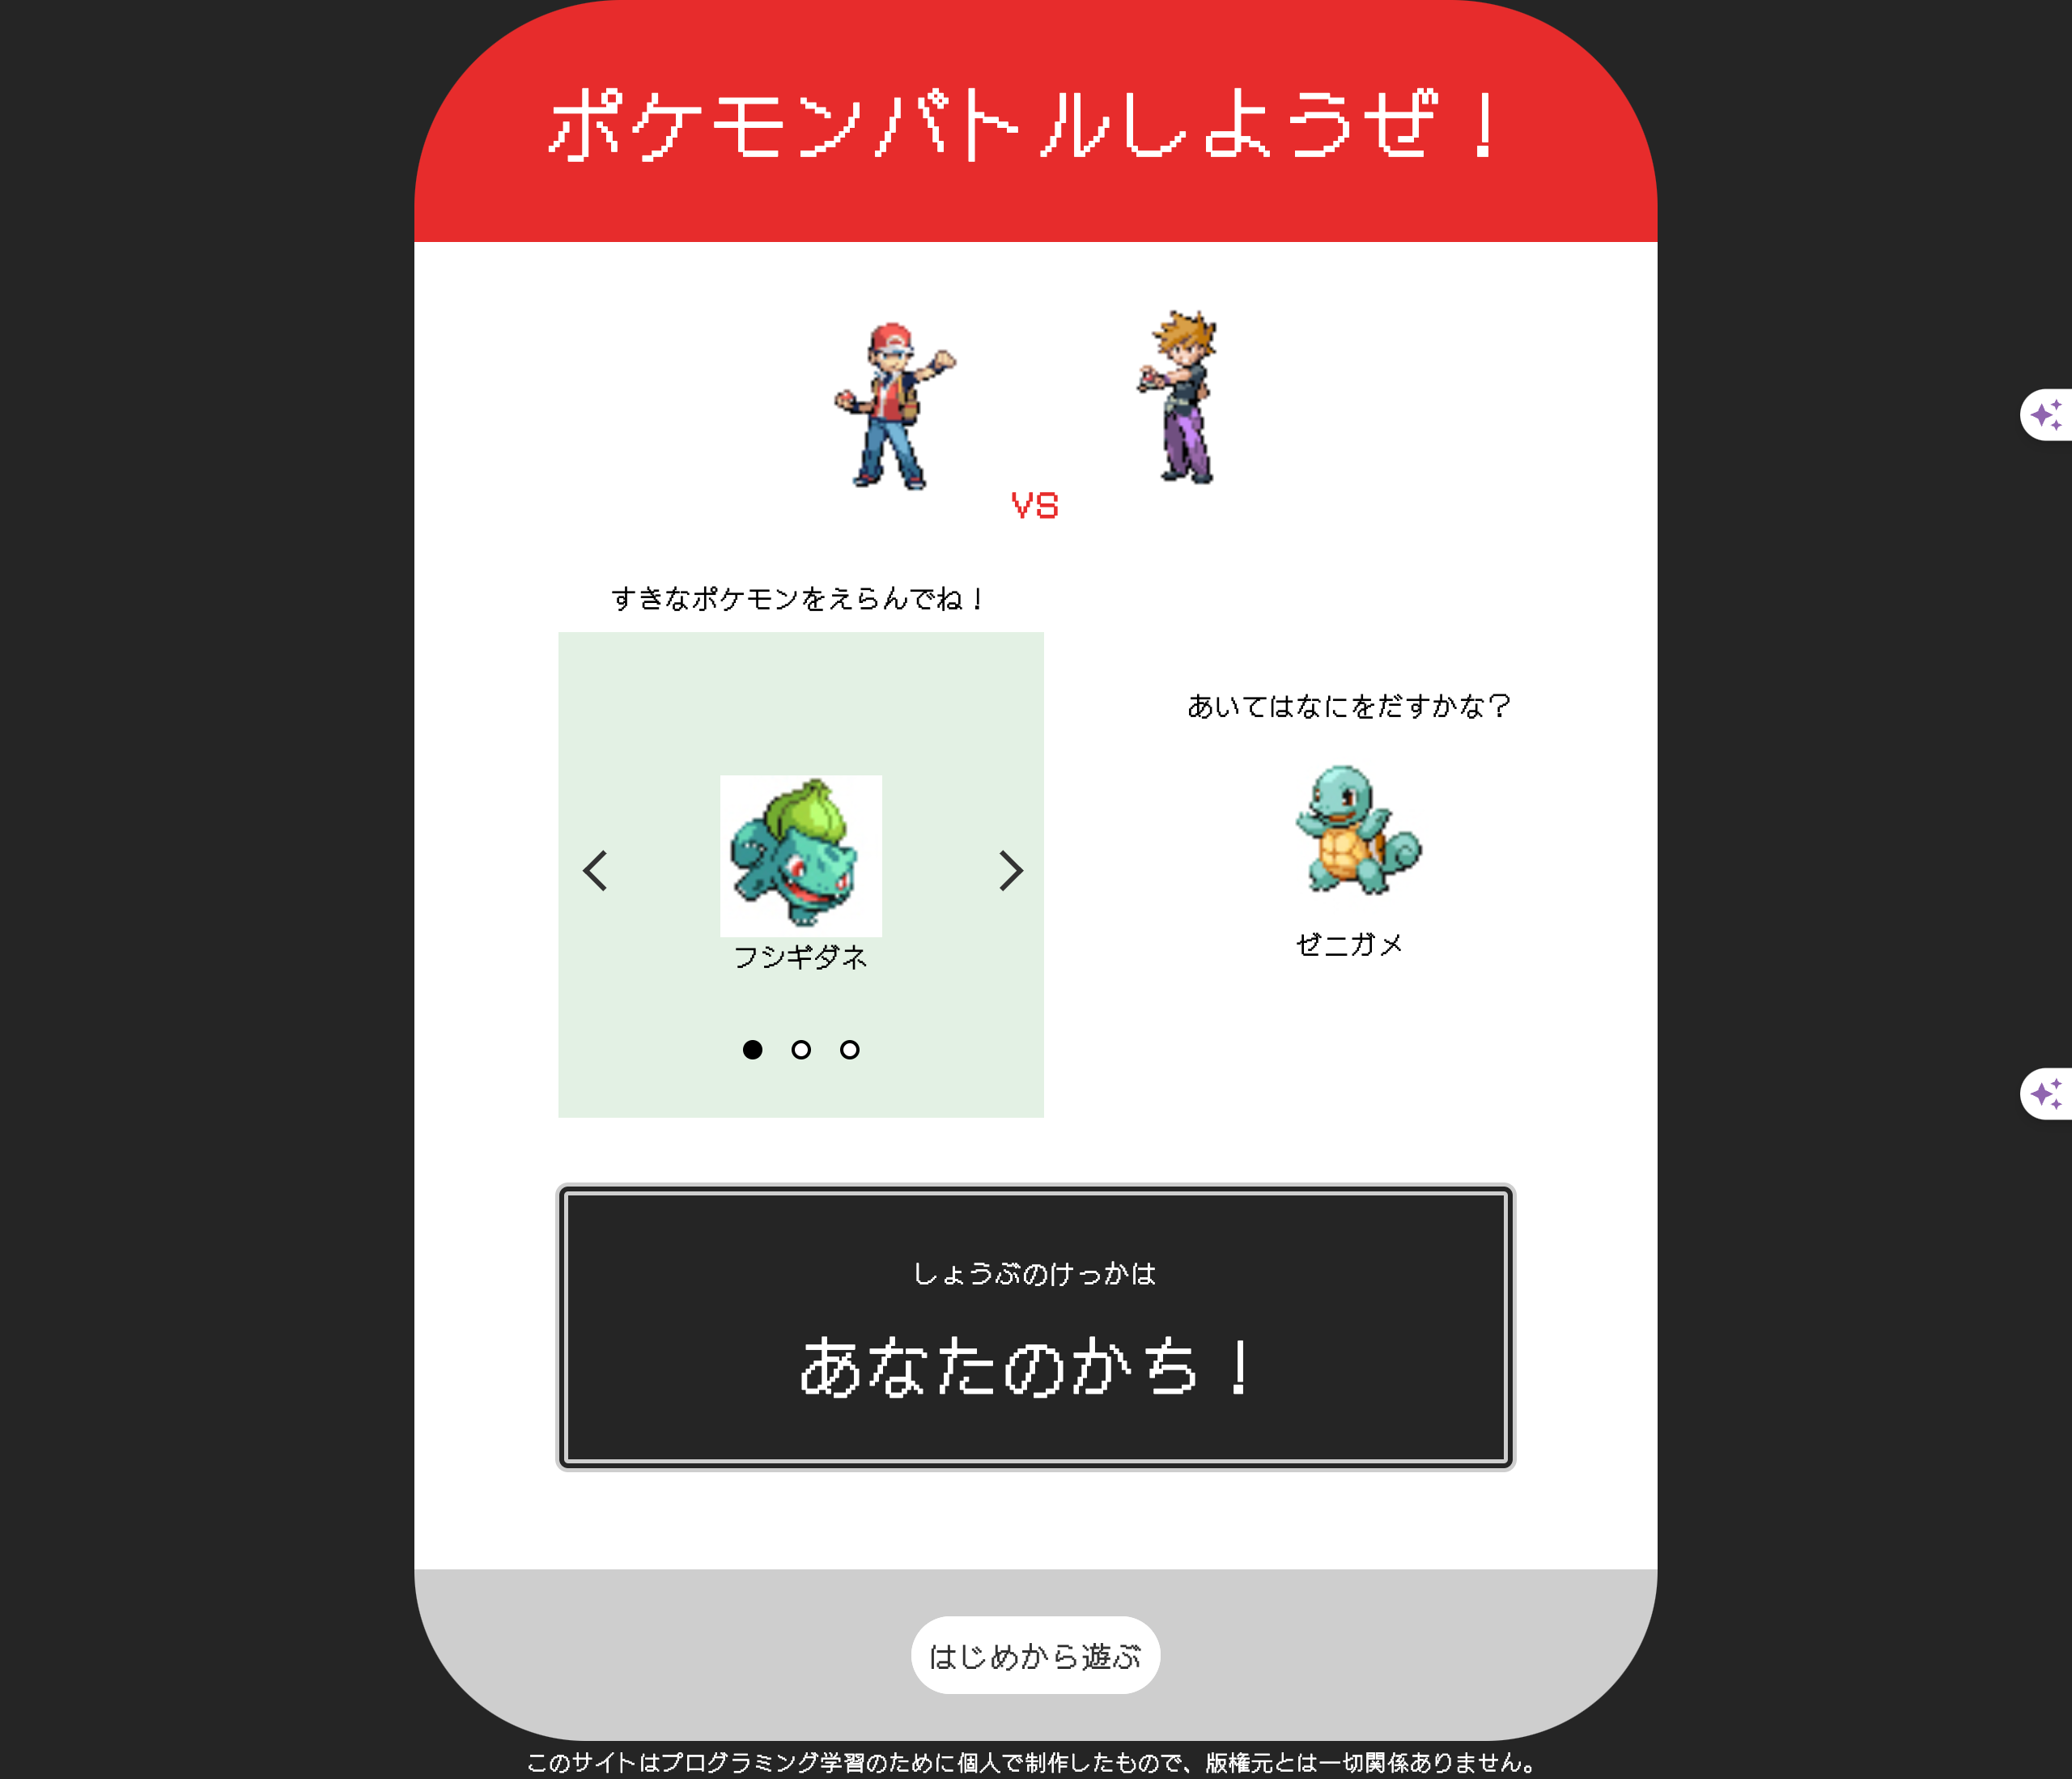 ポケモンバトルしようぜ！
vs
すきなポケモンをえらんでね！
フシギダネ
あいてはなにをだすかな？
ゼニガメ
しょうぶのけっかは
あなたのかち！
はじめから遊ぶ
このサイトはプログラミング学習のために個人で制作したもので、版権元とは一切関係ありません。